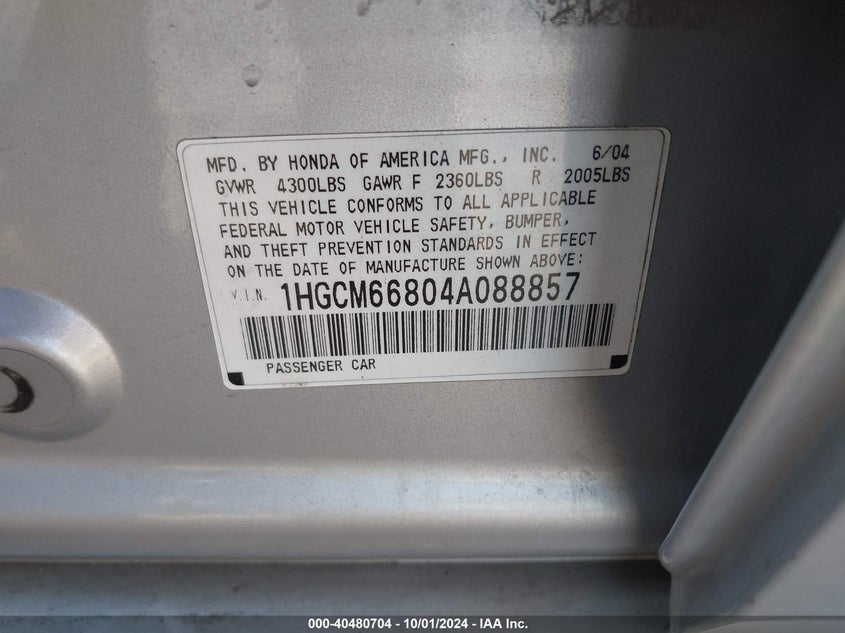 MFD. BY HONDA OF AMERICA MFG., INC. 6/04
GVWR 4300LBS GAWR F 2360LBS R 2005LBS
THIS VEHICLE CONFORMS TO ALL APPLICABLE
FEDERAL MOTOR VEHICLE SAFETY, BUMPER,
AND THEFT PREVENTION STANDARDS IN EFFECT
ON THE DATE OF MANUFACTURE SHOWN ABOVE:
V.I.N. 1HGCM66804A088857
PASSENGER CAR
000-40480704 - 10/01/2024 - IAA Inc.